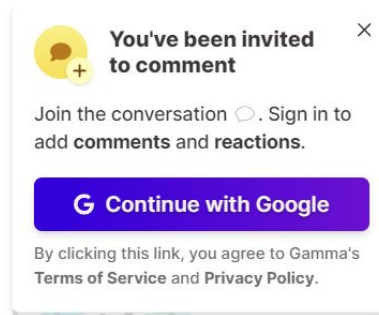 You've been invited
to comment
Join the conversation 💬. Sign in to
add comments and reactions.
Continue with Google
By clicking this link, you agree to Gamma's
Terms of Service and Privacy Policy.